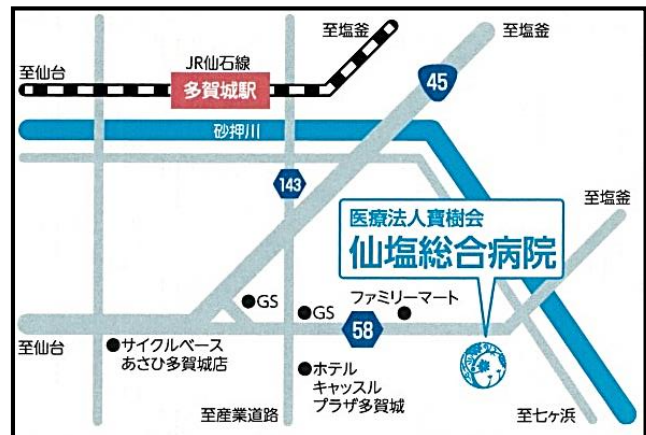 至塩釜
至塩釜
JR仙石線
至仙台
多賀城駅
45
砂押川
143
至塩釜
医療法人寳樹会
仙塩総合病院
GS
GS
ファミリーマート
58
至仙台
サイクルベース
あさひ多賀城店
ホテル
キャッスル
プラザ多賀城
至産業道路
至七ヶ浜